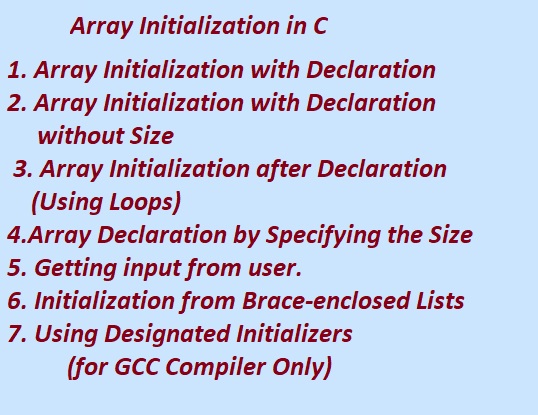 Array Initialization in C
1. Array Initialization with Declaration
2. Array Initialization with Declaration
without Size
3. Array Initialization after Declaration
(Using Loops)
4.Array Declaration by Specifying the Size
5. Getting input from user.
6. Initialization from Brace-enclosed Lists
7. Using Designated Initializers
(for GCC Compiler Only)